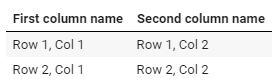 First column name Second column name
Row 1, Col 1 Row 1, Col 2
Row 2, Col 1 Row 2, Col 2